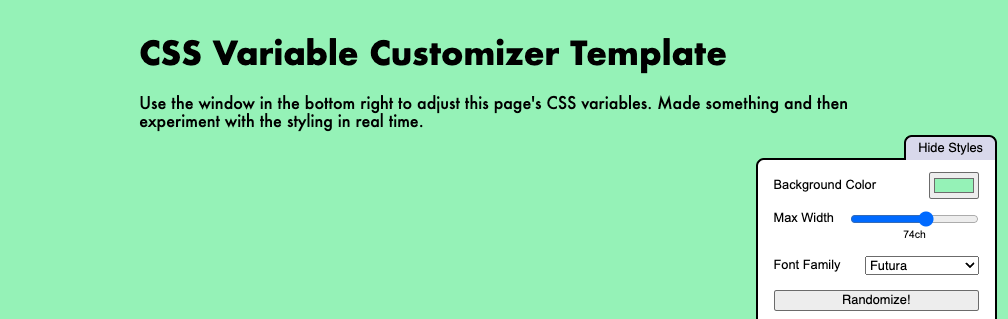 CSS Variable Customizer Template
Use the window in the bottom right to adjust this page's CSS variables. Made something and then
experiment with the styling in real time.
Hide Styles
Background Color
Max Width
74ch
Font Family
Futura
Randomize!